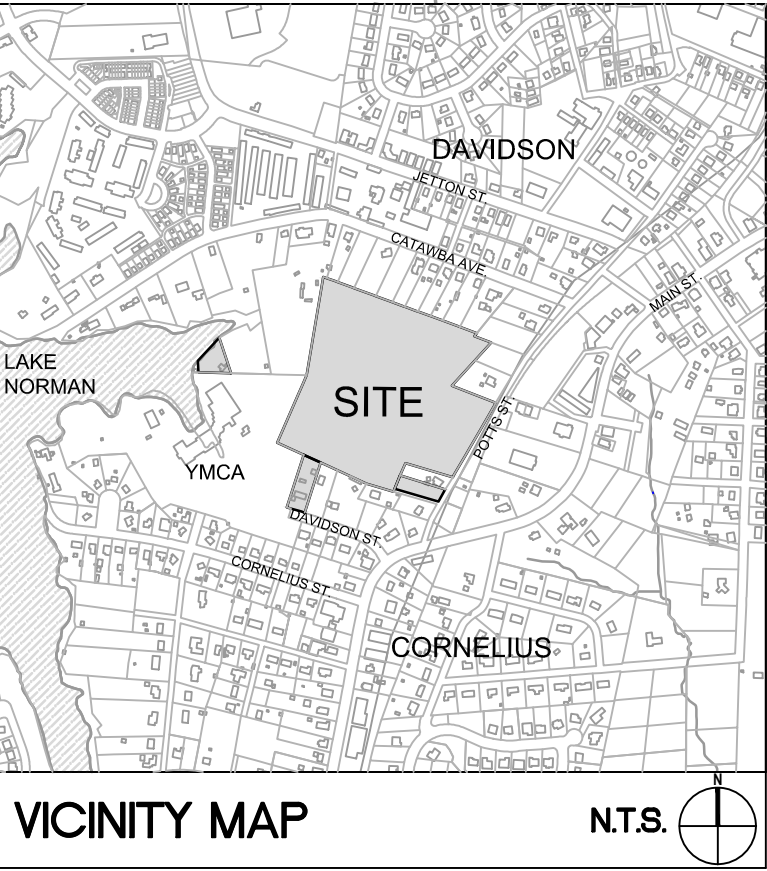 DAVIDSON
JETTON ST.
CATAWBA AVE.
MAIN ST.
LAKE
NORMAN
SITE
POTTS ST.
YMCA
DAVIDSON ST.
CORNELIUS ST.
CORNELIUS
VICINITY MAP
N.T.S.
N